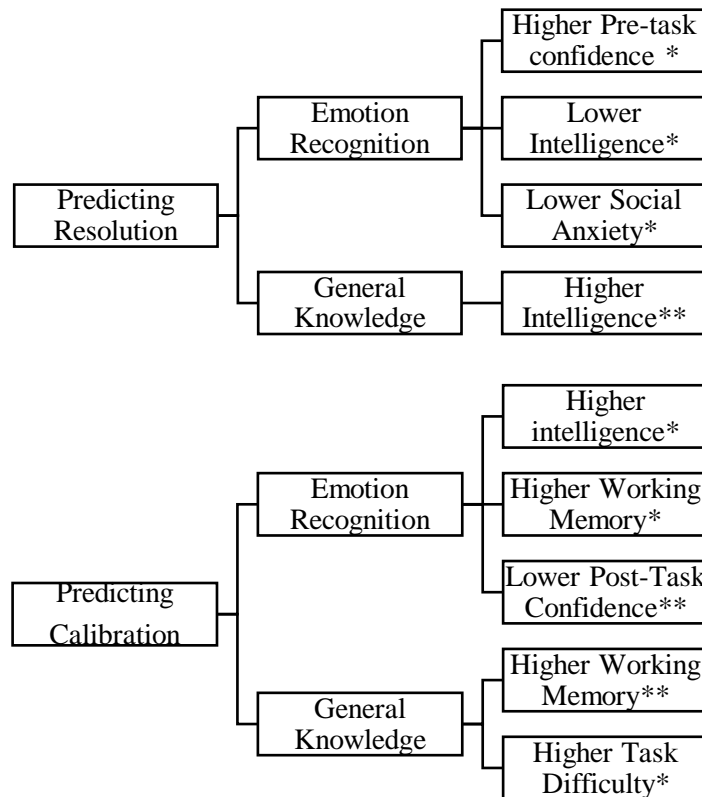 Higher Pre-task
confidence *
Emotion
Recognition
Lower
Intelligence*
Predicting
Resolution
Lower Social
Anxiety*
General
Knowledge
Higher
Intelligence**
Higher
intelligence*
Emotion
Recognition
Higher Working
Memory*
Lower Post-Task
Confidence**
Predicting
Calibration
Higher Working
Memory**
General
Knowledge
Higher Task
Difficulty*